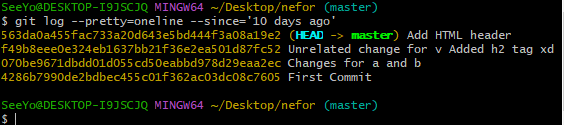 SeeYo@DESKTOP-I9JSCJQ MINGW64 ~/Desktop/nefor (master)
$ git log --pretty=oneline --since='10 days ago'
563da0a455fac733a20d643e5bd444f3a08a19e2 (HEAD -> master) Add HTML header
f49b8eee0e324eb1637bb21f36e2ea501d87fc52 Unrelated change for v Added h2 tag xd
070be9671dbdd01d055cd50eabbd978d29eaa2ec Changes for a and b
4286b7990de2bdbec455c01f362ac03dc08c7605 First Commit
SeeYo@DESKTOP-I9JSCJQ MINGW64 ~/Desktop/nefor (master)
$